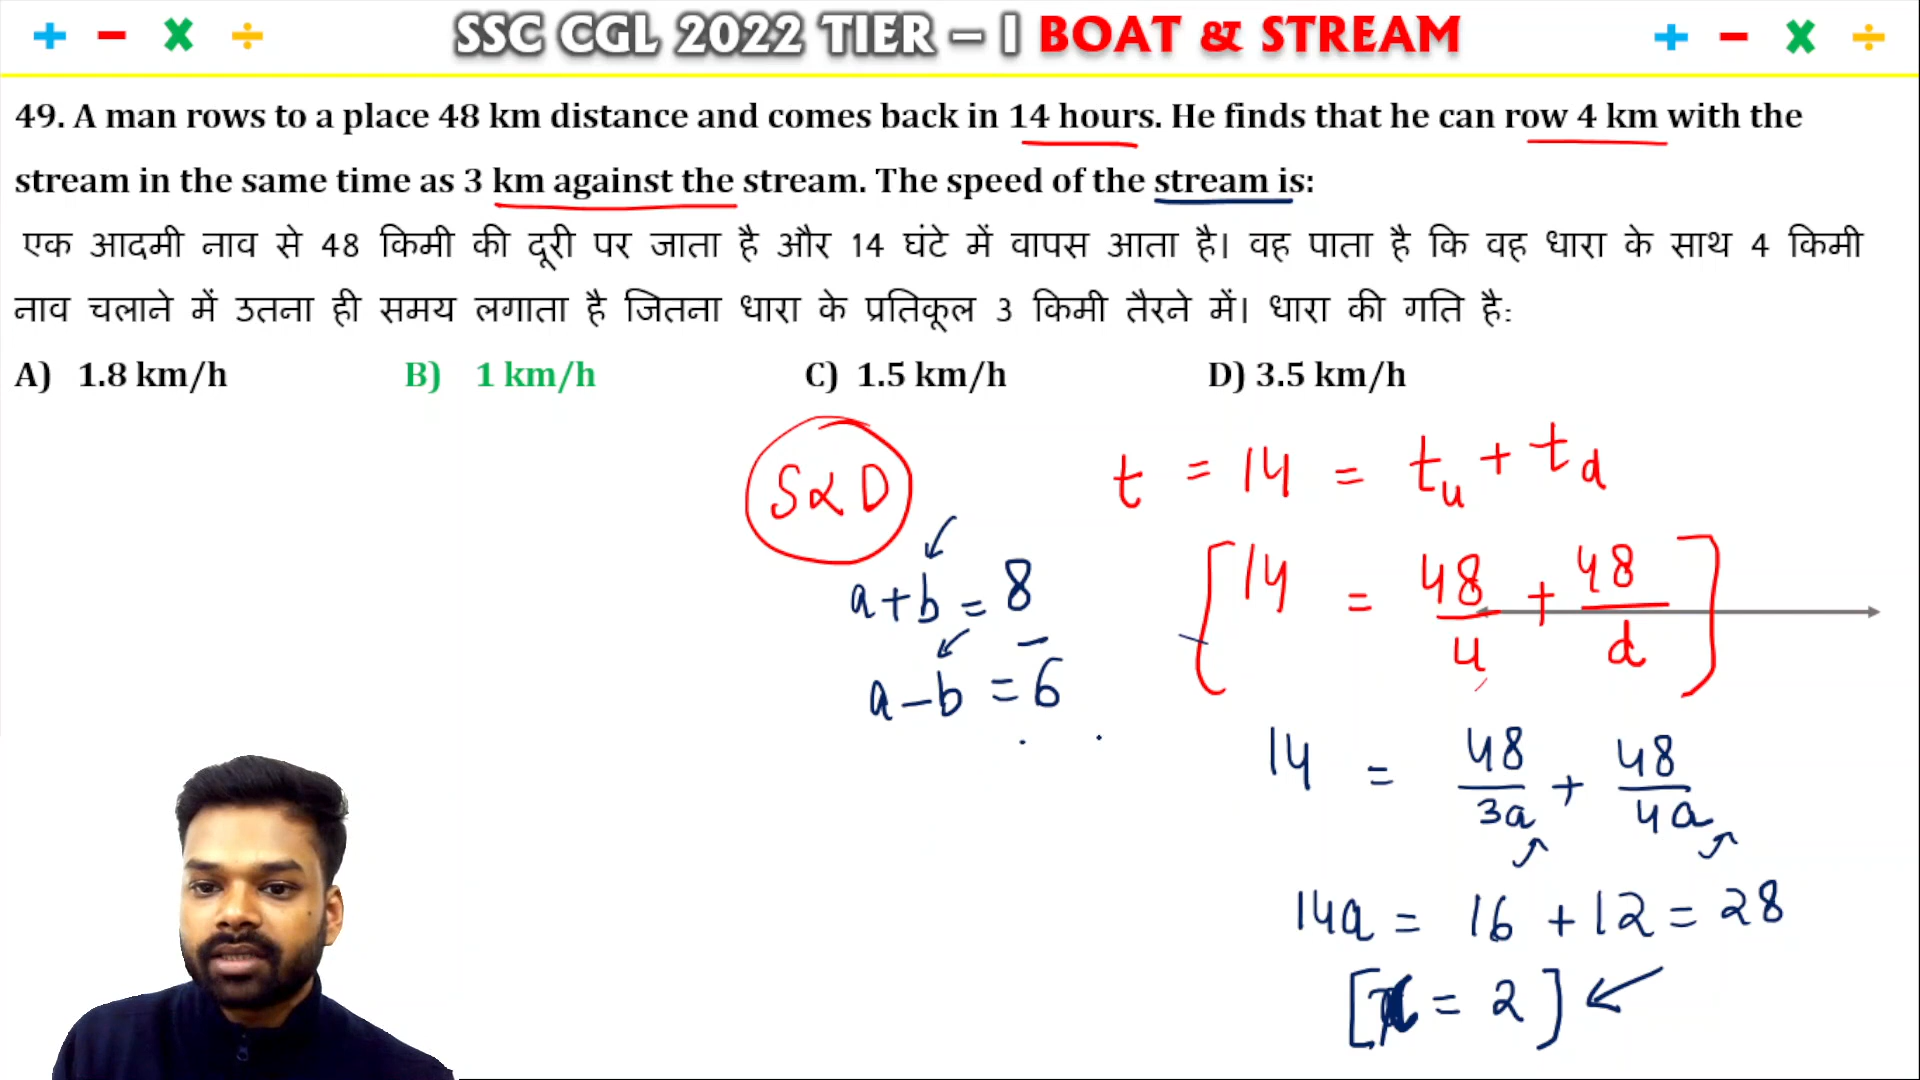 + - × ÷ SSC CGL 2022 TIER – I BOAT & STREAM + - × ÷
49. A man rows to a place 48 km distance and comes back in 14 hours. He finds that he can row 4 km with the
stream in the same time as 3 km against the stream. The speed of the stream is:
एक आदमी नाव से 48 किमी की दूरी पर जाता है और 14 घंटे में वापस आता है। वह पाता है कि वह धारा के साथ 4 किमी
नाव चलाने में उतना ही समय लगाता है जितना धारा के प्रतिकूल 3 किमी तैरने में। धारा की गति है:
A) 1.8 km/h B) 1 km/h C) 1.5 km/h D) 3.5 km/h
S∝D
a+b = 8
a-b = 6
t = 14 = tu + td
[14 = 48/u + 48/d]
14 = 48/3a + 48/4a
14a = 16 + 12 = 28
[ = 2]